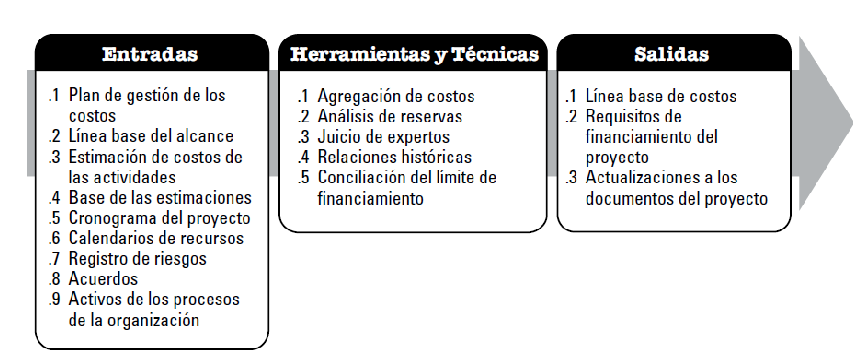 Entradas
.1 Plan de gestión de los
costos
.2 Línea base del alcance
.3 Estimación de costos de
las actividades
.4 Base de las estimaciones
.5 Cronograma del proyecto
.6 Calendarios de recursos
.7 Registro de riesgos
.8 Acuerdos
.9 Activos de los procesos
de la organización
Herramientas y Técnicas
.1 Agregación de costos
.2 Análisis de reservas
.3 Juicio de expertos
.4 Relaciones históricas
.5 Conciliación del límite de
financiamiento
Salidas
.1 Línea base de costos
.2 Requisitos de
financiamiento del
proyecto
.3 Actualizaciones a los
documentos del proyecto